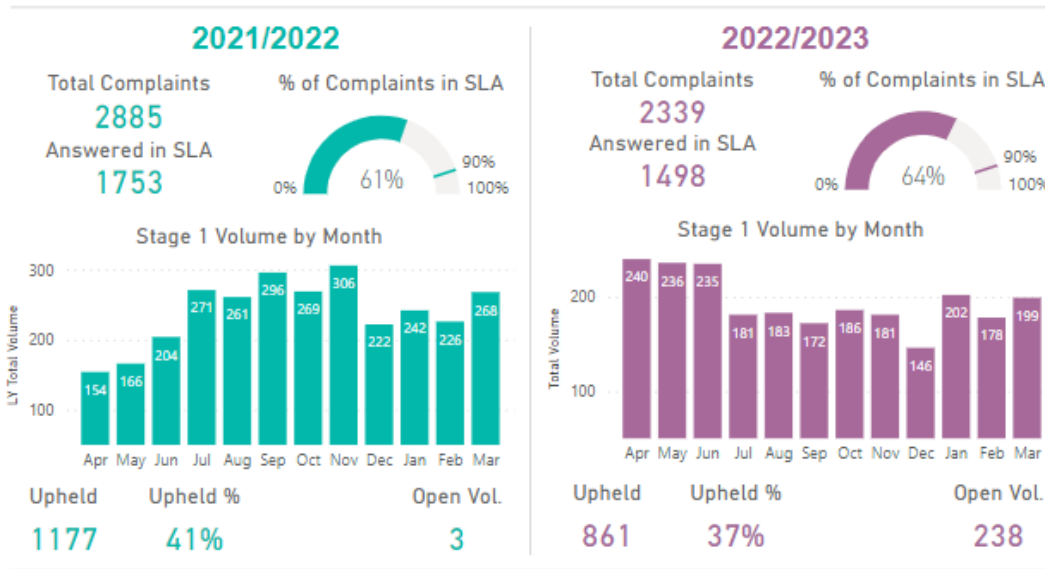 2021/2022
Total Complaints
2885
Answered in SLA
1753
% of Complaints in SLA
0%
61%
90%
100%
Stage 1 Volume by Month
LY Total Volume
300
200
100
154 166 204 271 261 296 269 306 222 242 226 268
Apr May Jun Jul Aug Sep Oct Nov Dec Jan Feb Mar
Upheld Upheld % Open Vol.
1177 41% 3
2022/2023
Total Complaints
2339
Answered in SLA
1498
% of Complaints in SLA
0%
64%
90%
100%
Stage 1 Volume by Month
Total Volume
200
100
240 236 235 181 183 172 186 181 146 202 178 199
Apr May Jun Jul Aug Sep Oct Nov Dec Jan Feb Mar
Upheld Upheld % Open Vol.
861 37% 238